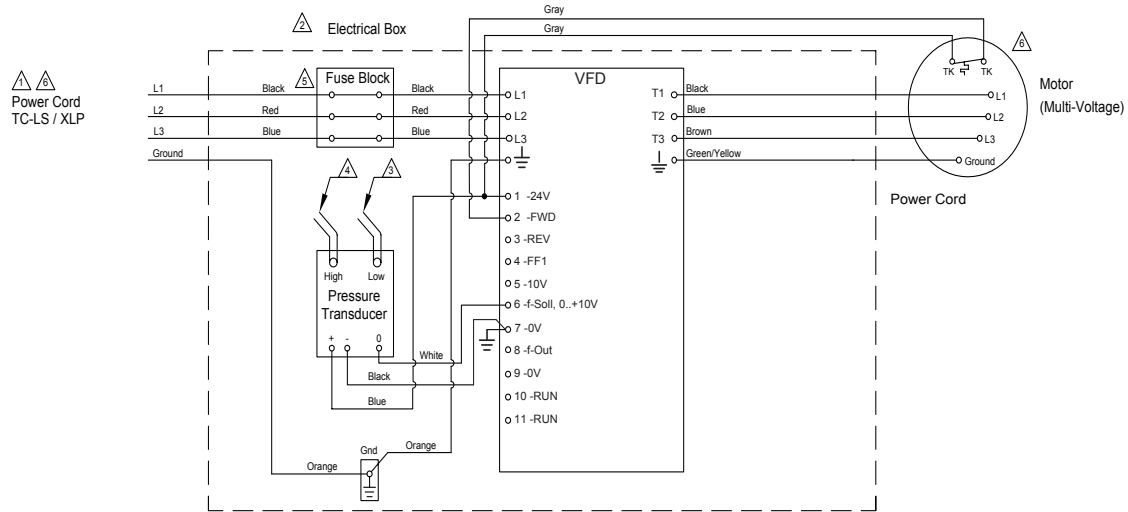 Gray
Gray
2
Electrical Box
6
1 6
Power Cord
TC-LS / XLP
L1
Black
L2
Red
L3
Blue
Ground
5
Fuse Block
Black
Red
Blue
VFD
L1
L2
L3
T1
Black
T2
Blue
T3
Brown
Green/Yellow
TK
TK
L1
L2
L3
Ground
Motor
(Multi-Voltage)
Power Cord
4
3
High
Low
Pressure
Transducer
+ - 0
White
Black
Blue
1 -24V
2 -FWD
3 -REV
4 -FF1
5 -10V
6 -f-Soll, 0..+10V
7 -0V
8 -f-Out
9 -0V
10 -RUN
11 -RUN
Gnd
Orange
Orange